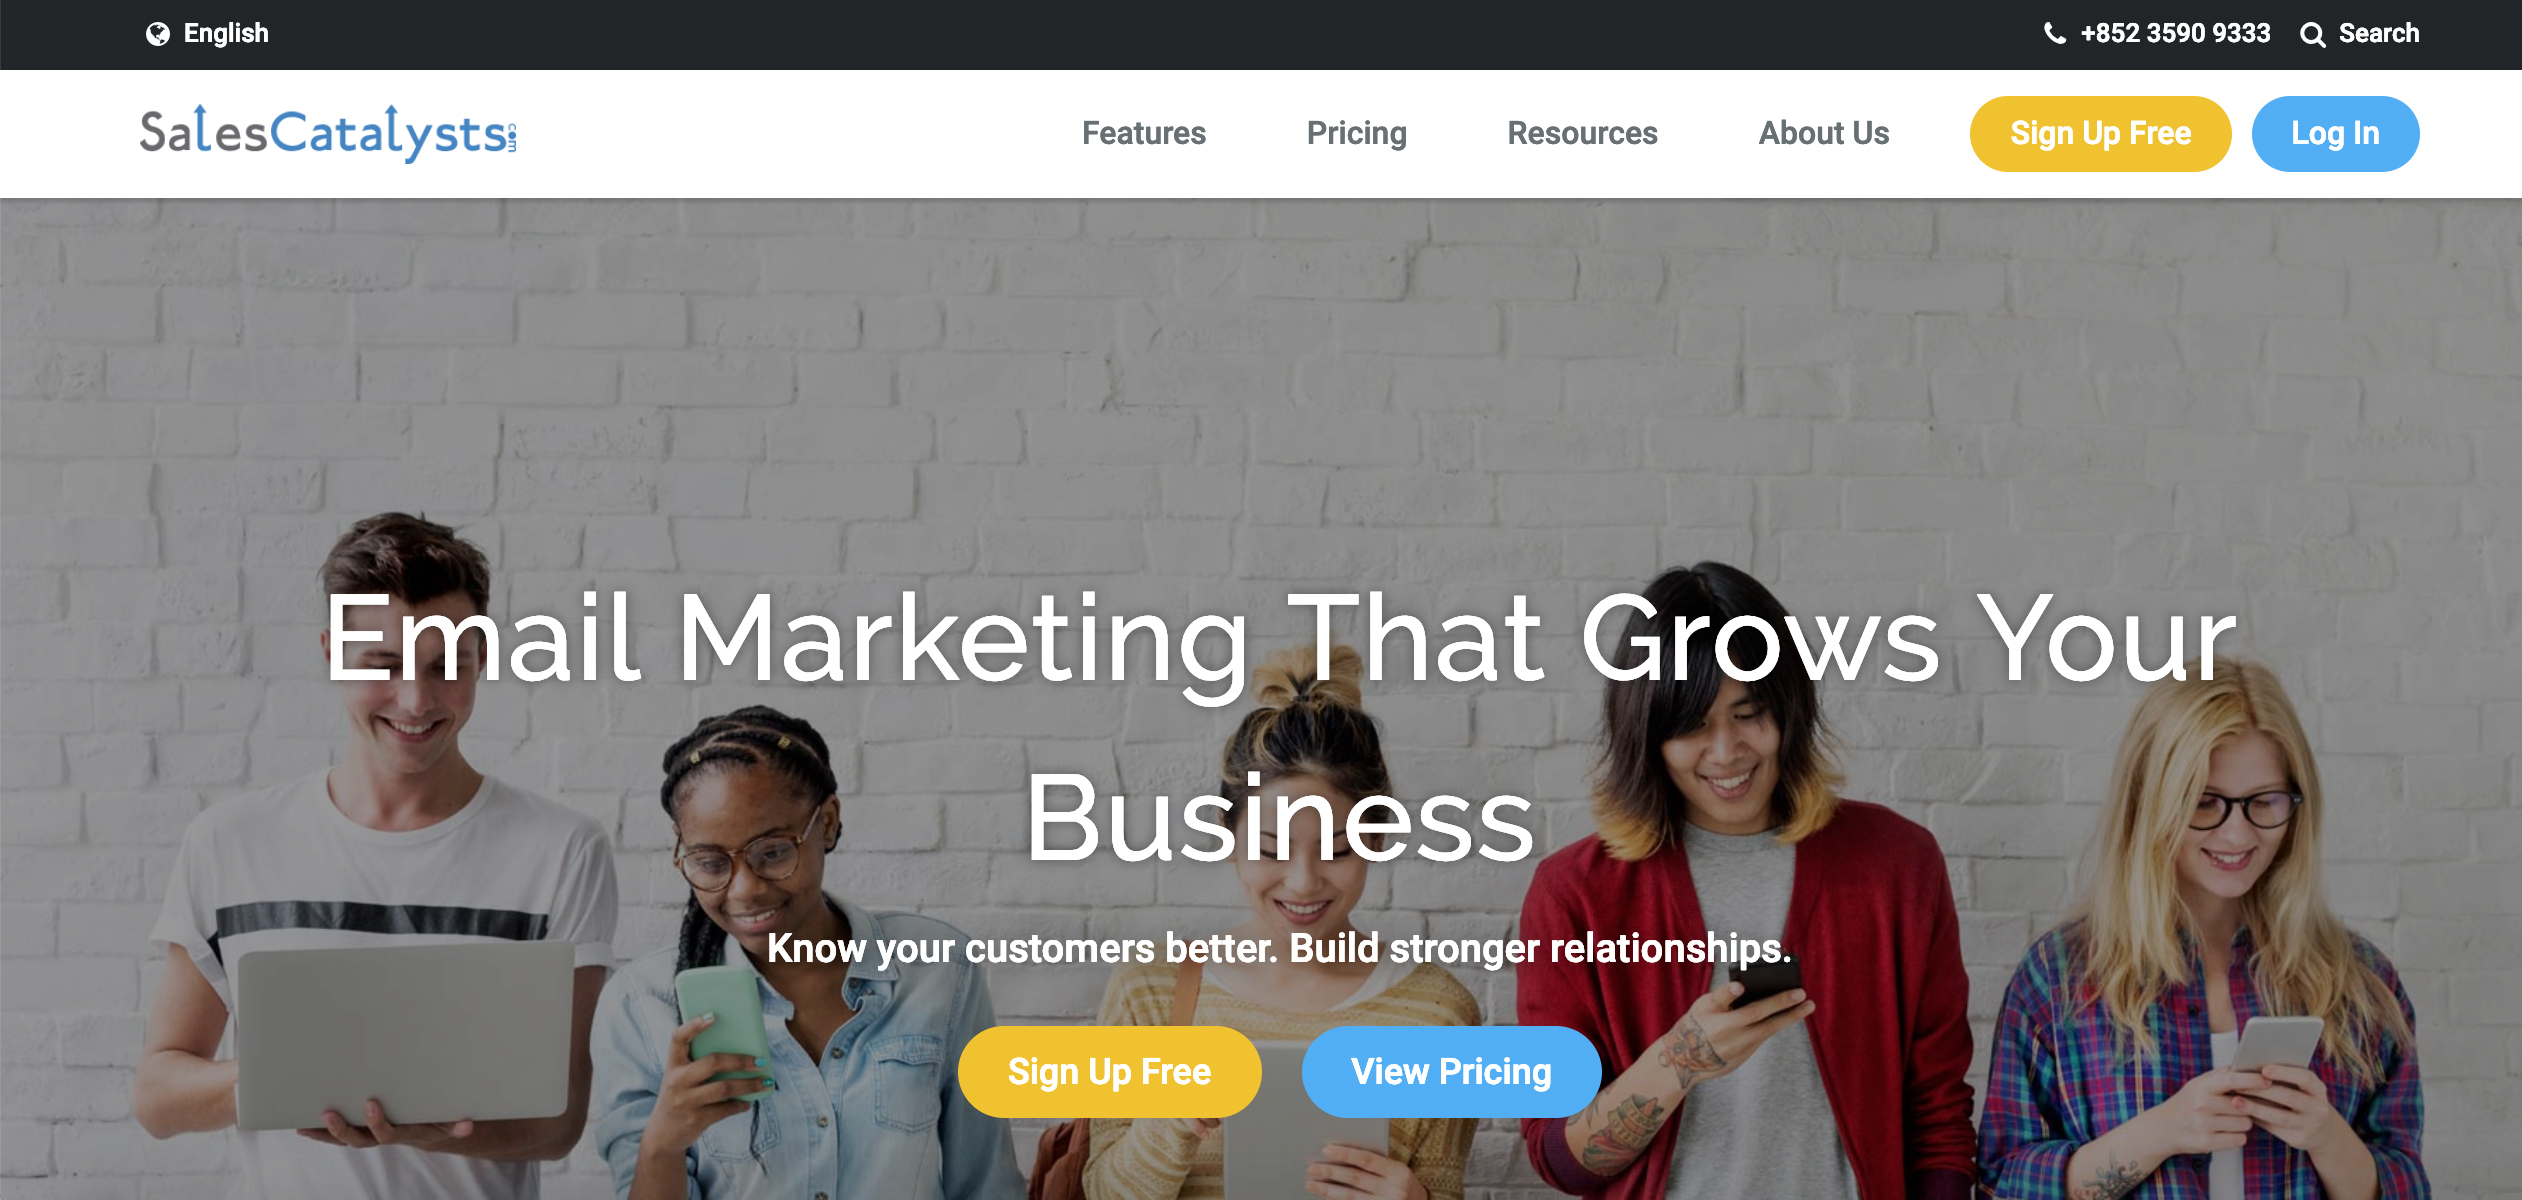 English
+852 3590 9333
Search
SalesCatalysts.com
Features
Pricing
Resources
About Us
Sign Up Free
Log In
Email Marketing That Grows Your
Business
Know your customers better. Build stronger relationships.
Sign Up Free
View Pricing